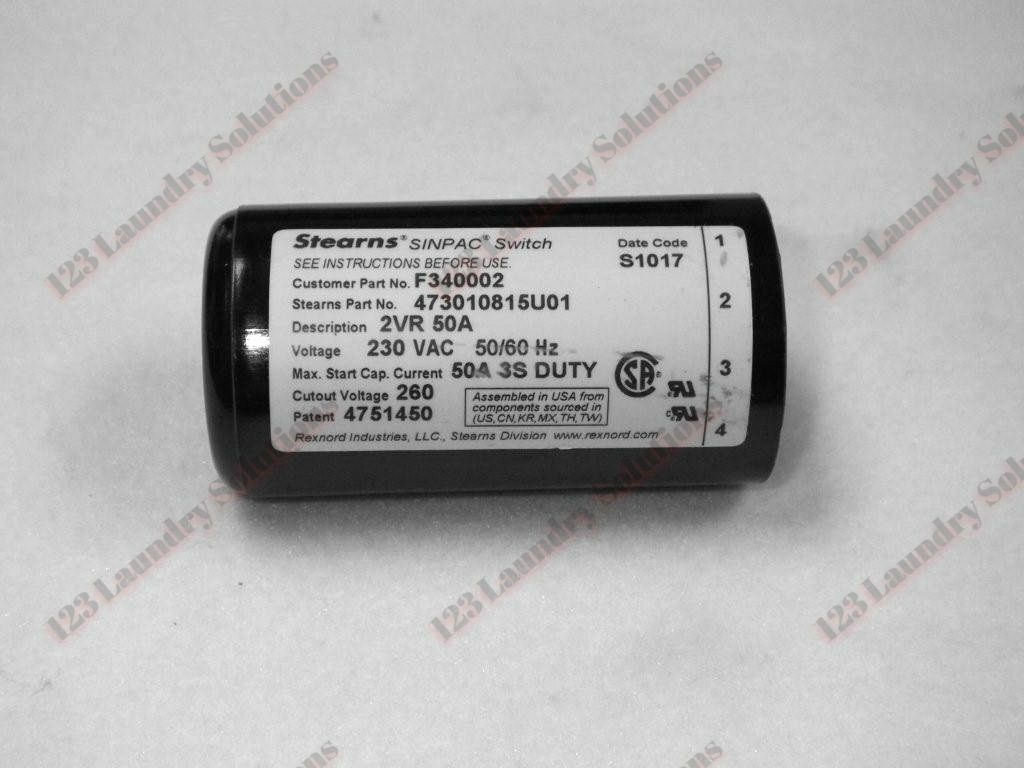 Stearns® SINPAC® Switch Date Code 1
SEE INSTRUCTIONS BEFORE USE. S1017
Customer Part No. F340002
Stearns Part No. 473010815U01 2
Description 2VR 50A
Voltage 230 VAC 50/60 Hz
Max. Start Cap. Current 50A 3S DUTY 3
Cutout Voltage 260
Patent 4751450
Assembled in USA from
components sourced in
(US,CN,KR,MX,TH,TW)
SA®
c 4
Rexnord Industries, LLC., Stearns Division www.rexnord.com
123 Laundry Solutions
123 Laundry Solutions
123 Laundry Solutions
123 Laundry Solutions
123 Laundry Solutions
123 Laundry Solutions